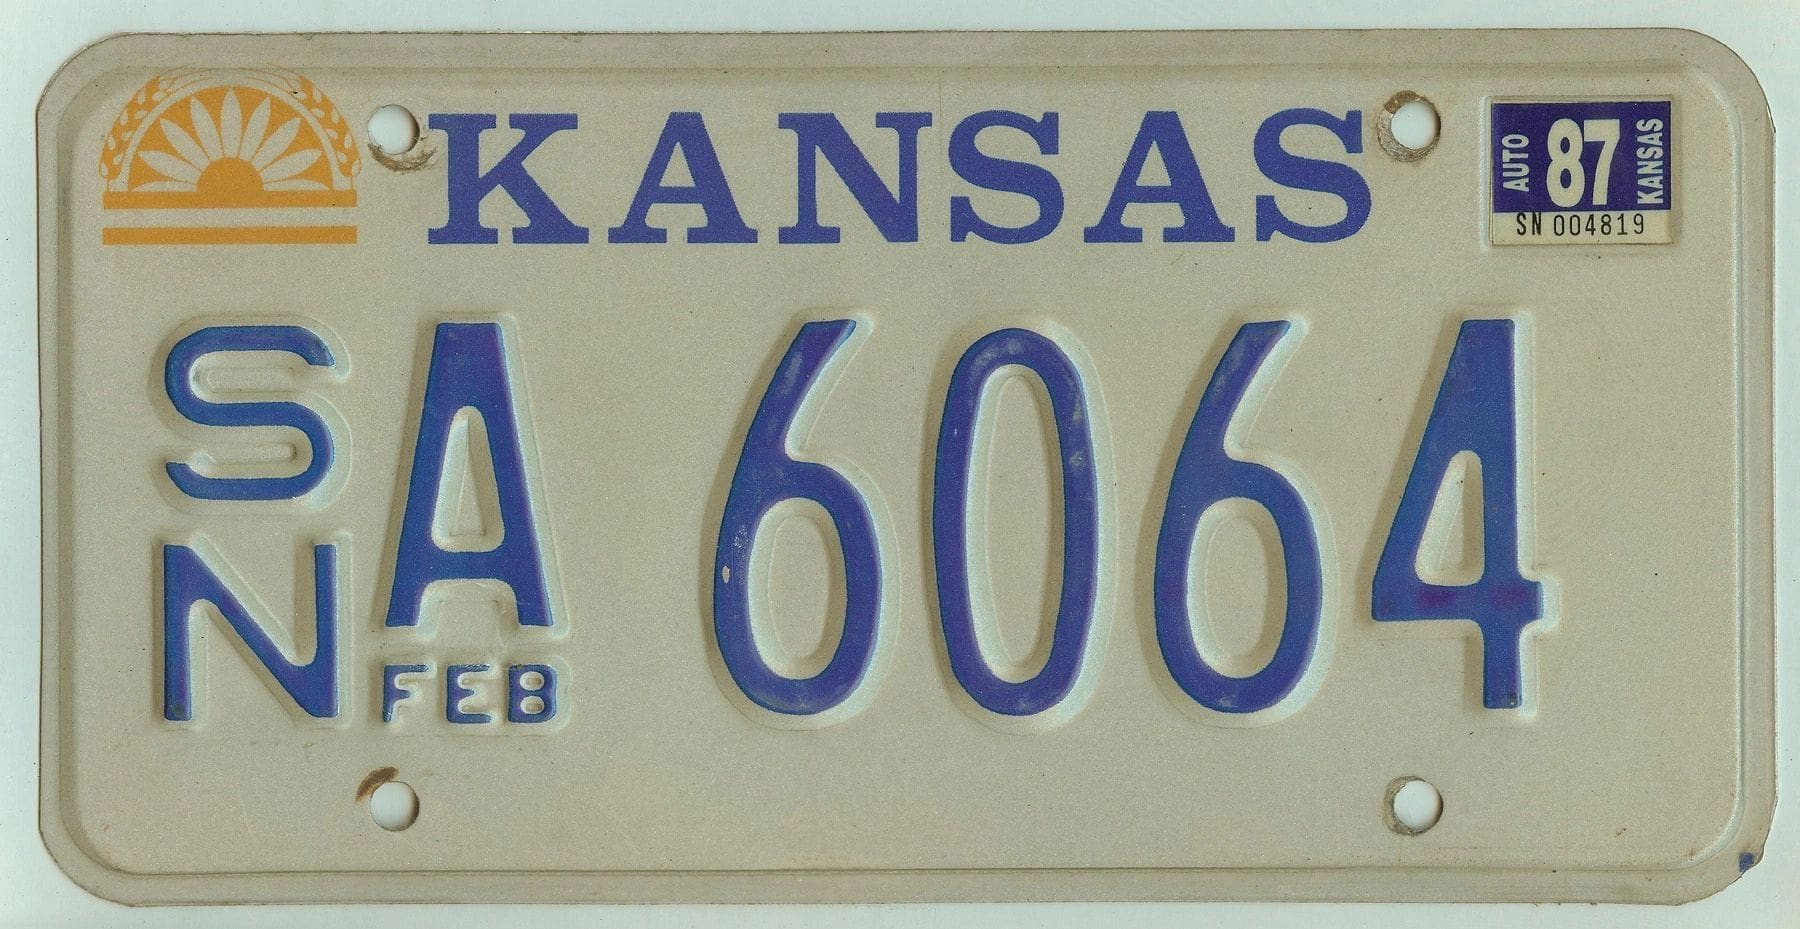 KANSAS
AUTO 87 KANSAS
SN 004819
SN A 6064
FEB